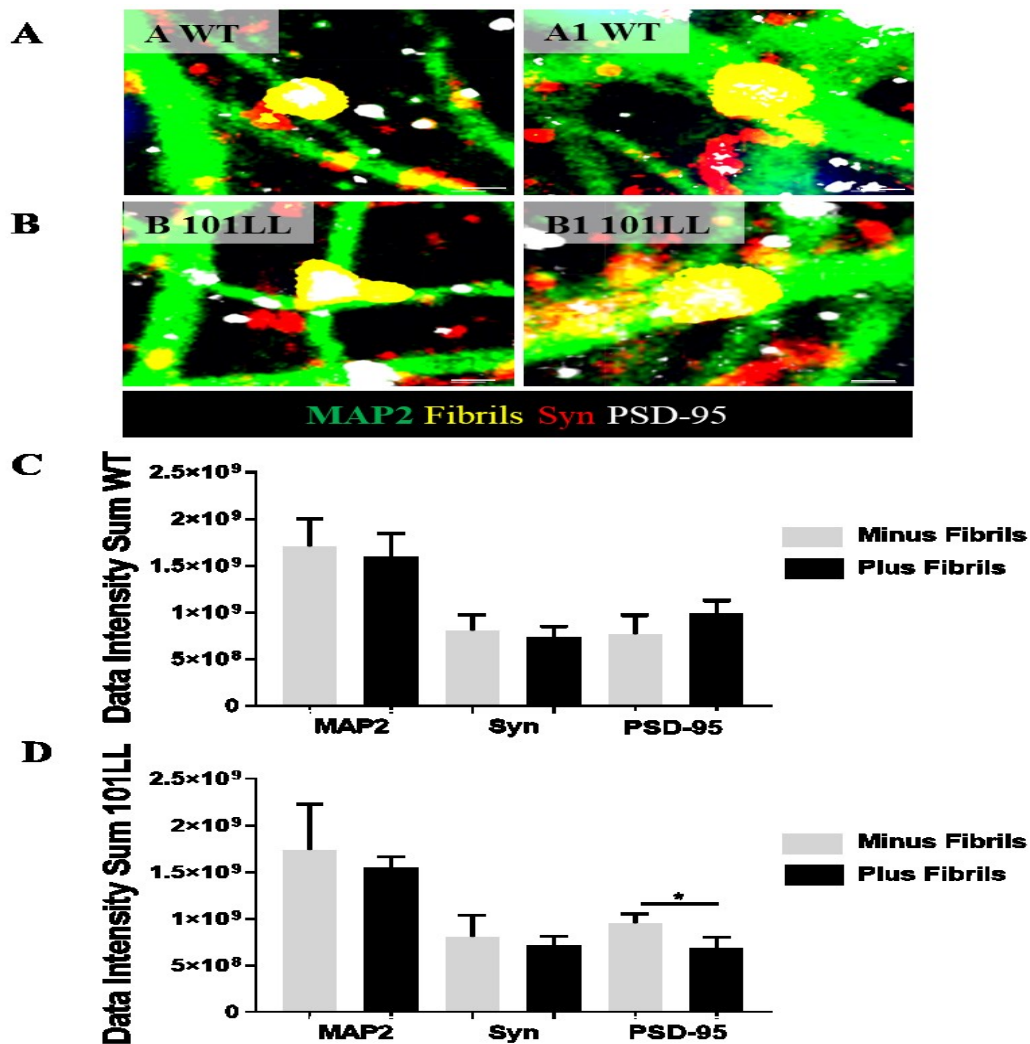 A
A WT
A1 WT
B
B 101LL
B1 101LL
MAP2 Fibrils Syn PSD-95
C
Data Intensity Sum WT
2.5×10⁹
2×10⁹
1.5×10⁹
1×10⁹
5×10⁸
0
MAP2 Syn PSD-95
Minus Fibrils
Plus Fibrils
D
Data Intensity Sum 101LL
2.5×10⁹
2×10⁹
1.5×10⁹
1×10⁹
5×10⁸
0
*
MAP2 Syn PSD-95
Minus Fibrils
Plus Fibrils